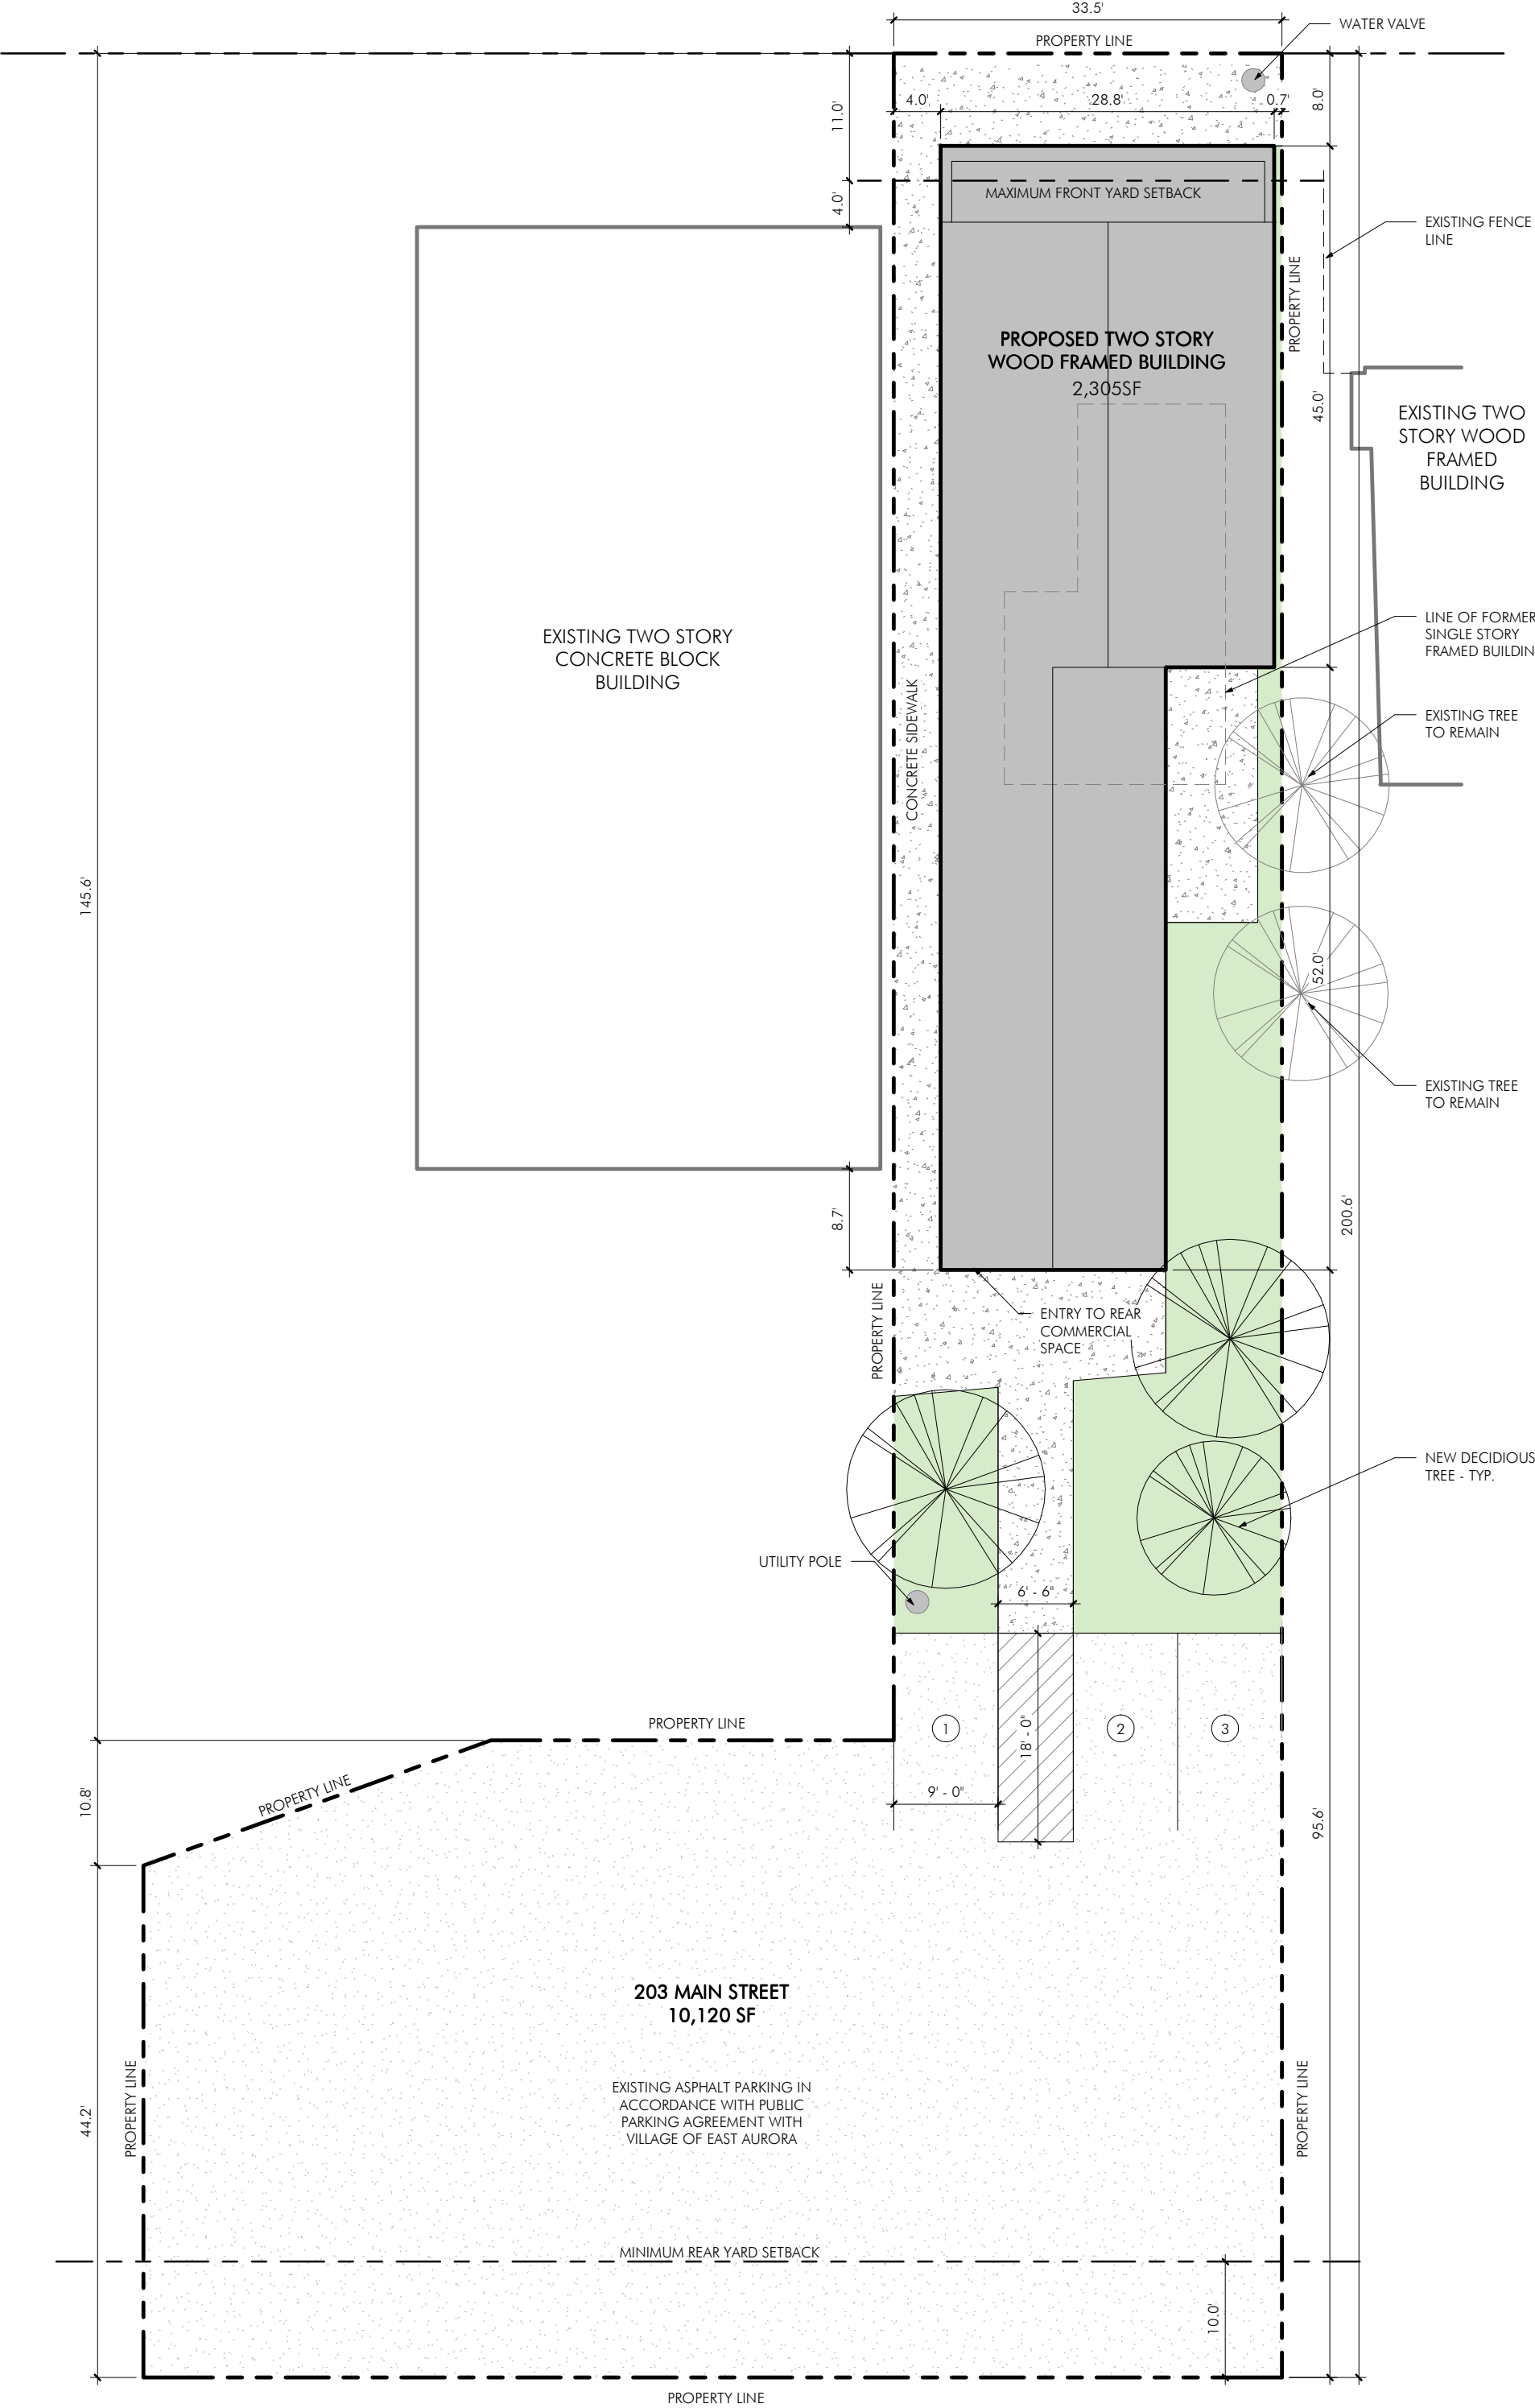 33.5'
WATER VALVE
PROPERTY LINE
4.0'
28.8'
0.7'
8.0'
11.0'
MAXIMUM FRONT YARD SETBACK
4.0'
EXISTING FENCE
LINE
PROPERTY LINE
PROPOSED TWO STORY
WOOD FRAMED BUILDING
2,305SF
45.0'
EXISTING TWO
STORY WOOD
FRAMED
BUILDING
EXISTING TWO STORY
CONCRETE BLOCK
BUILDING
LINE OF FORMER
SINGLE STORY
FRAMED BUILDIN
CONCRETE SIDEWALK
EXISTING TREE
TO REMAIN
145.6'
52.0'
EXISTING TREE
TO REMAIN
8.7'
200.6'
PROPERTY LINE
ENTRY TO REAR
COMMERCIAL
SPACE
NEW DECIDIOUS
TREE - TYP.
UTILITY POLE
6' - 6"
PROPERTY LINE
1
18' - 0"
2
3
PROPERTY LINE
10.8'
9' - 0"
95.6'
203 MAIN STREET
10,120 SF
EXISTING ASPHALT PARKING IN
ACCORDANCE WITH PUBLIC
PARKING AGREEMENT WITH
VILLAGE OF EAST AURORA
44.2'
PROPERTY LINE
PROPERTY LINE
MINIMUM REAR YARD SETBACK
10.0'
PROPERTY LINE